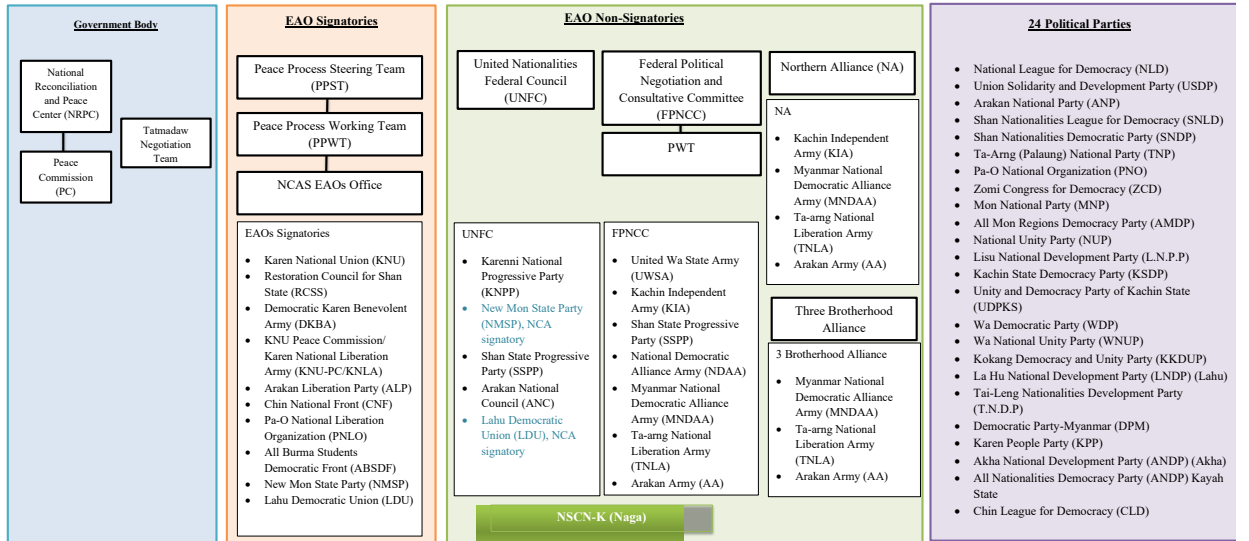 Government Body
National
Reconciliation
and Peace
Center (NRPC)
Tatmadaw
Negotiation
Team
Peace
Commission
(PC)
EAO Signatories
Peace Process Steering Team
(PPST)
Peace Process Working Team
(PPWT)
NCAS EAOs Office
EAOs Signatories
• Karen National Union (KNU)
• Restoration Council for Shan
State (RCSS)
• Democratic Karen Benevolent
Army (DKBA)
• KNU Peace Commission/
Karen National Liberation
Army (KNU-PC/KNLA)
• Arakan Liberation Party (ALP)
• Chin National Front (CNF)
• Pa-O National Liberation
Organization (PNLO)
• All Burma Students
Democratic Front (ABSDF)
• New Mon State Party (NMSP)
• Lahu Democratic Union (LDU)
EAO Non-Signatories
United Nationalities
Federal Council
(UNFC)
Federal Political
Negotiation and
Consultative Committee
(FPNCC)
PWT
Northern Alliance (NA)
NA
• Kachin Independent
Army (KIA)
• Myanmar National
Democratic Alliance
Army (MNDAA)
• Ta-arng National
Liberation Army
(TNLA)
• Arakan Army (AA)
UNFC
• Karenni National
Progressive Party
(KNPP)
• New Mon State Party
(NMSP), NCA
signatory
• Shan State Progressive
Party (SSPP)
• Arakan National
Council (ANC)
• Lahu Democratic
Union (LDU), NCA
signatory
FPNCC
• United Wa State Army
(UWSA)
• Kachin Independent
Army (KIA)
• Shan State Progressive
Party (SSPP)
• National Democratic
Alliance Army (NDAA)
• Myanmar National
Democratic Alliance
Army (MNDAA)
• Ta-arng National
Liberation Army
(TNLA)
• Arakan Army (AA)
Three Brotherhood
Alliance
3 Brotherhood Alliance
• Myanmar National
Democratic Alliance
Army (MNDAA)
• Ta-arng National
Liberation Army
(TNLA)
• Arakan Army (AA)
NSCN-K (Naga)
24 Political Parties
• National League for Democracy (NLD)
• Union Solidarity and Development Party (USDP)
• Arakan National Party (ANP)
• Shan Nationalities League for Democracy (SNLD)
• Shan Nationalities Democratic Party (SNDP)
• Ta-Arng (Palaung) National Party (TNP)
• Pa-O National Organization (PNO)
• Zomi Congress for Democracy (ZCD)
• Mon National Party (MNP)
• All Mon Regions Democracy Party (AMDP)
• National Unity Party (NUP)
• Lisu National Development Party (L.N.P.P)
• Kachin State Democracy Party (KSDP)
• Unity and Democracy Party of Kachin State
(UDPKS)
• Wa Democratic Party (WDP)
• Wa National Unity Party (WNUP)
• Kokang Democracy and Unity Party (KKDUP)
• La Hu National Development Party (LNDP) (Lahu)
• Tai-Leng Nationalities Development Party
(T.N.D.P)
• Democratic Party-Myanmar (DPM)
• Karen People Party (KPP)
• Akha National Development Party (ANDP) (Akha)
• All Nationalities Democracy Party (ANDP) Kayah
State
• Chin League for Democracy (CLD)